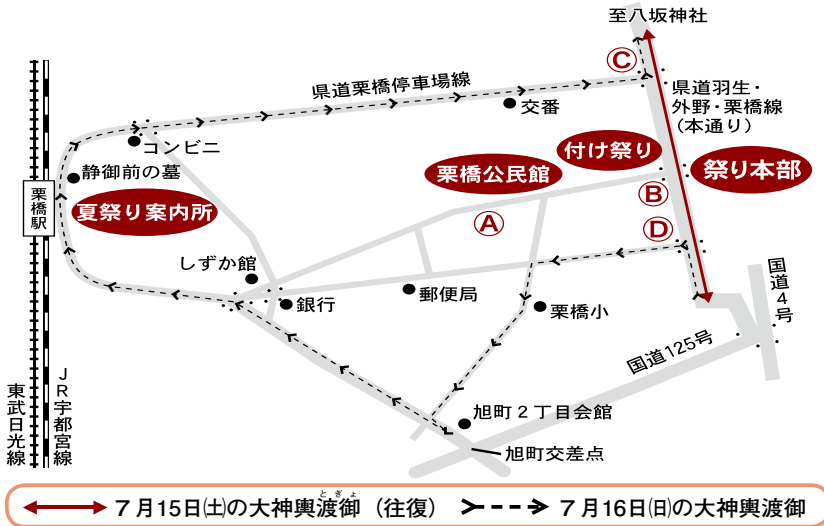 至八坂神社
Ⓒ
県道栗橋停車場線
県道羽生・
外野・栗橋線
(本通り)
交番
コンビニ
付け祭り
栗橋公民館
祭り本部
静御前の墓
栗橋駅
夏祭り案内所
Ⓑ
Ⓐ
Ⓓ
しずか館
国道4号
銀行
郵便局
栗橋小
国道125号
JR宇都宮線
東武日光線
旭町2丁目会館
旭町交差点
とぎょ
7月15日㈯の大神輿渡御(往復)
7月16日㈰の大神輿渡御